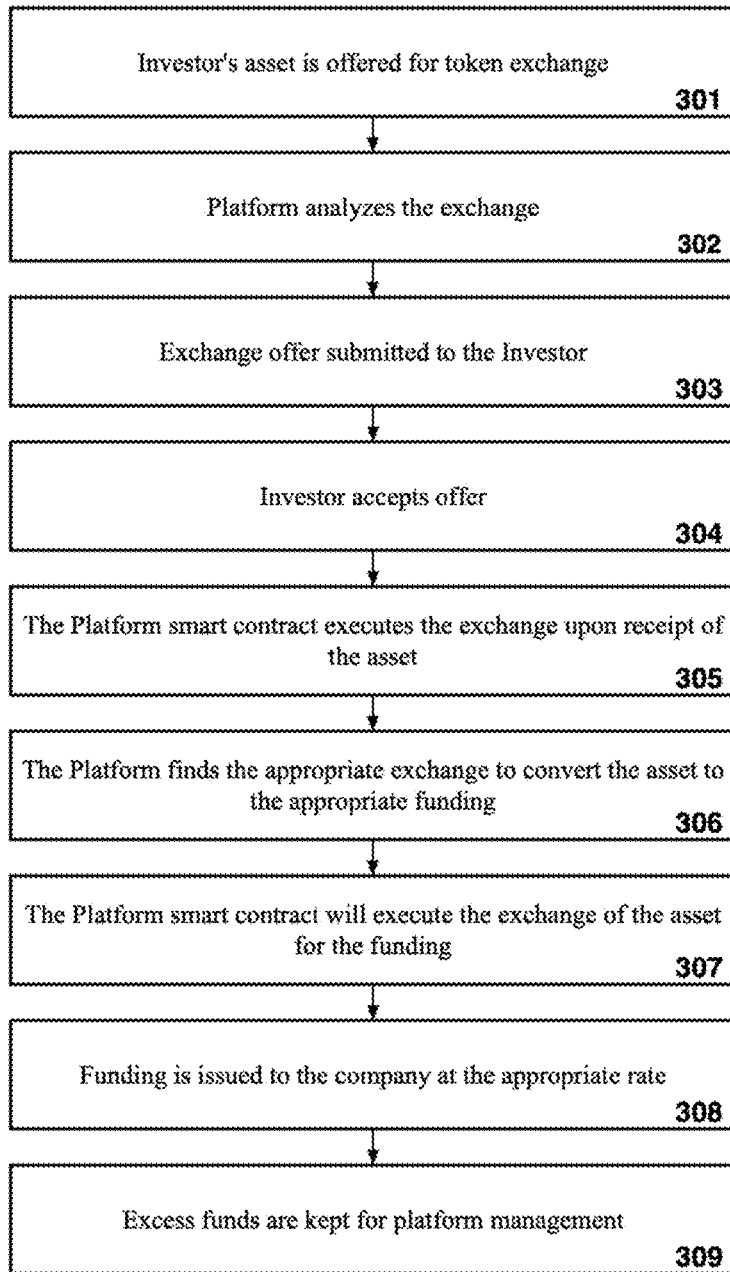 Investor's asset is offered for token exchange
301
Platform analyzes the exchange
302
Exchange offer submitted to the Investor
303
Investor accepts offer
304
The Platform smart contract executes the exchange upon receipt of
the asset
305
The Platform finds the appropriate exchange to convert the asset to
the appropriate funding
306
The Platform smart contract will execute the exchange of the asset
for the funding
307
Funding is issued to the company at the appropriate rate
308
Excess funds are kept for platform management
309